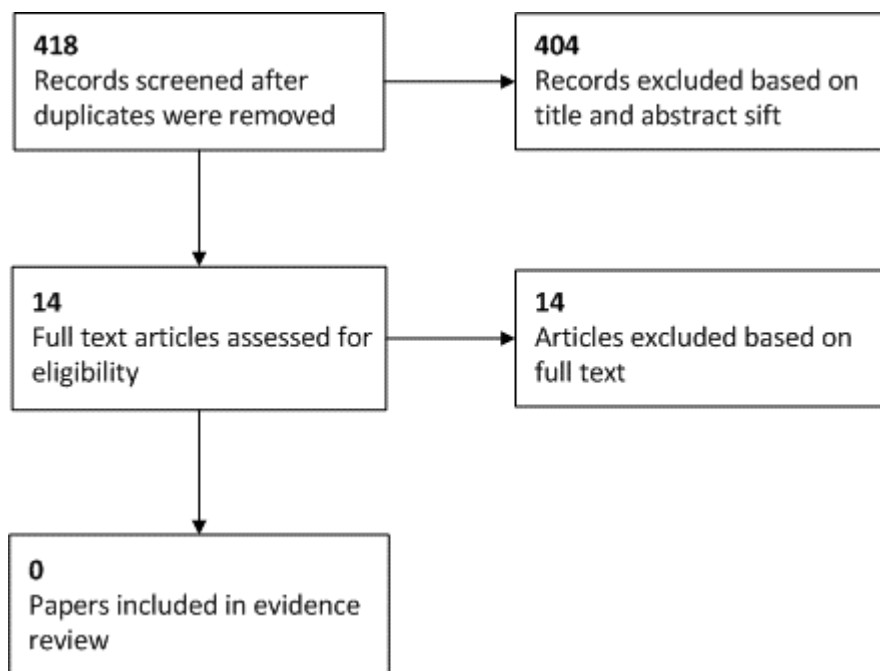 418
Records screened after
duplicates were removed
404
Records excluded based on
title and abstract sift
14
Full text articles assessed for
eligibility
14
Articles excluded based on
full text
0
Papers included in evidence
review